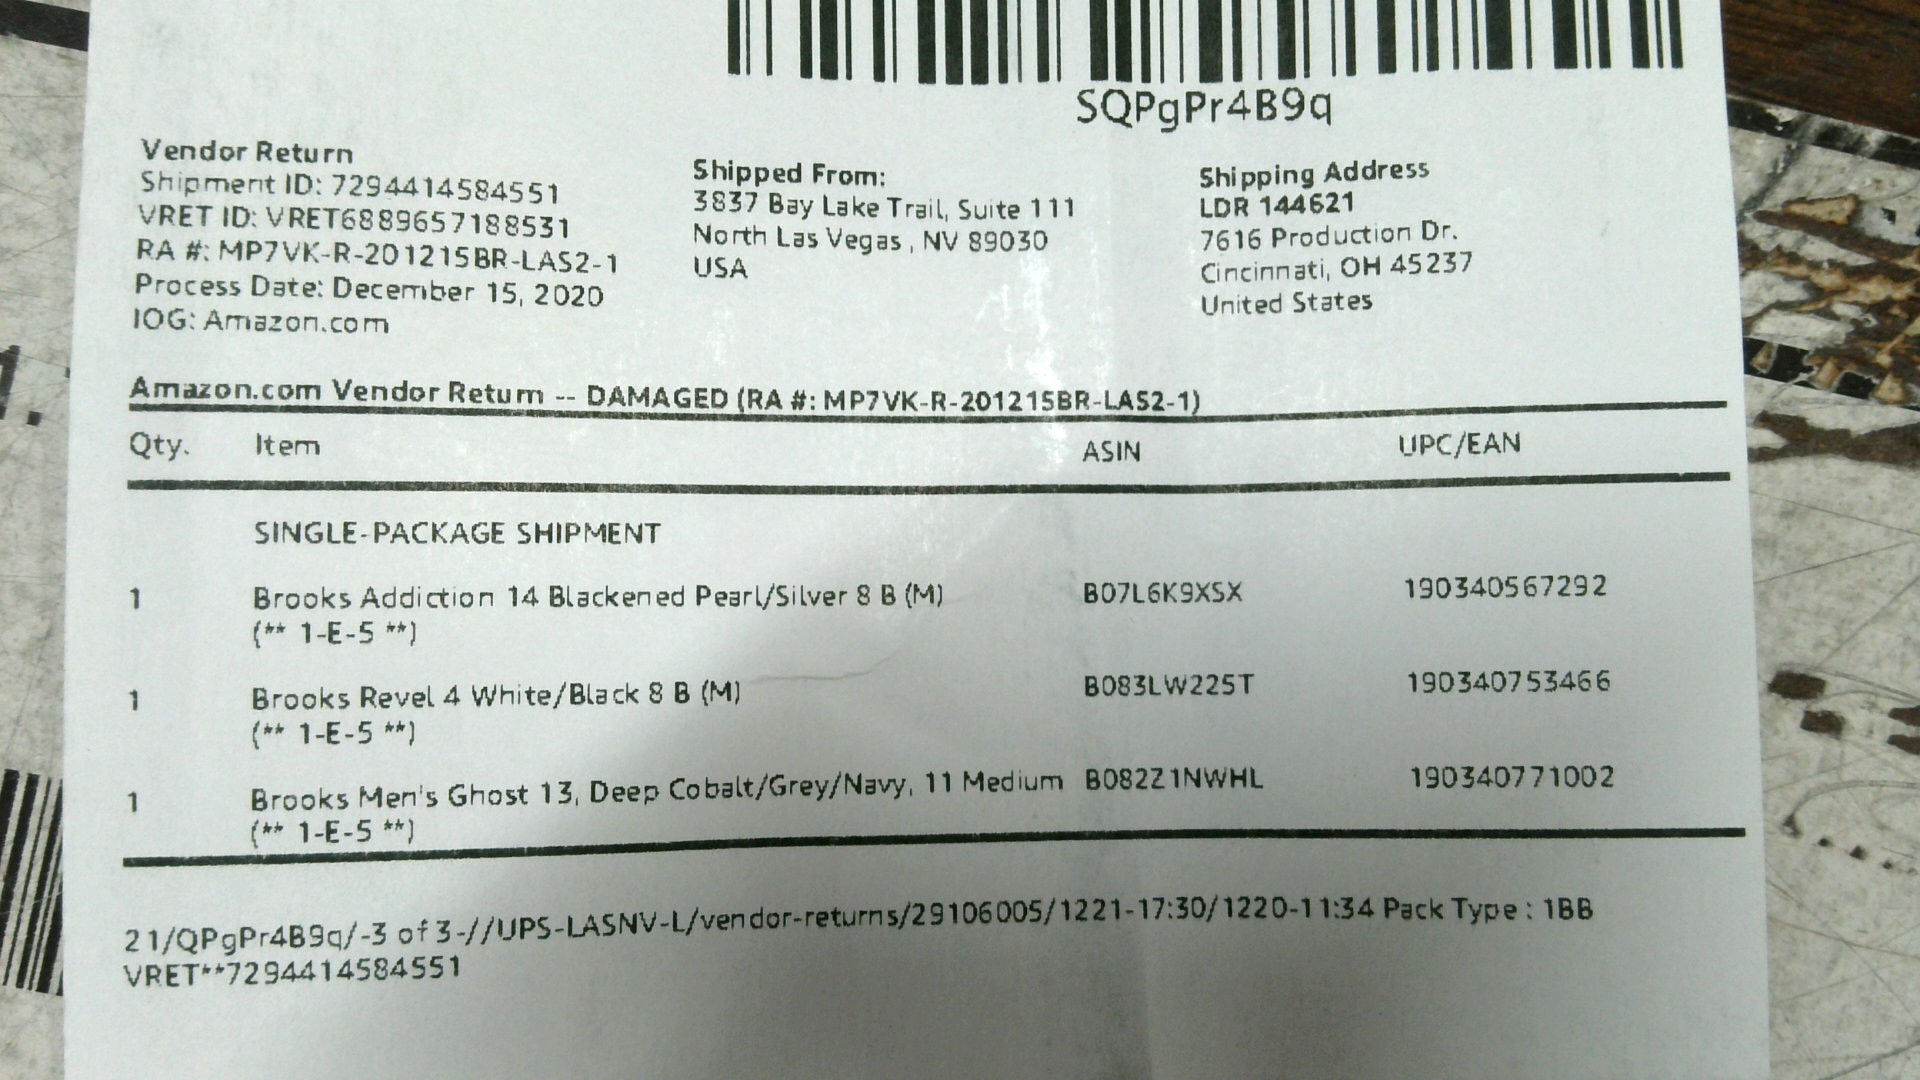 SQPgPr4B9q
Vendor Return
Shipment ID: 7294414584551
VRET ID: VRET6889657188531
RA #: MP7VK-R-201215BR-LAS2-1
Process Date: December 15, 2020
IOG: Amazon.com
Shipped From:
3837 Bay Lake Trail, Suite 111
North Las Vegas , NV 89030
USA
Shipping Address
LDR 144621
7616 Production Dr.
Cincinnati, OH 45237
United States
Amazon.com Vendor Return -- DAMAGED (RA #: MP7VK-R-201215BR-LAS2-1)
Qty. Item ASIN UPC/EAN
SINGLE-PACKAGE SHIPMENT
1 Brooks Addiction 14 Blackened Pearl/Silver 8 B (M) B07L6K9XSX 190340567292
(** 1-E-5 **)
1 Brooks Revel 4 White/Black 8 B (M) B083LW225T 190340753466
(** 1-E-5 **)
1 Brooks Men's Ghost 13, Deep Cobalt/Grey/Navy, 11 Medium B082Z1NWHL 190340771002
(** 1-E-5 **)
21/QPgPr4B9q/-3 of 3-//UPS-LASNV-L/vendor-returns/29106005/1221-17:30/1220-11:34 Pack Type : 1BB
VRET**7294414584551